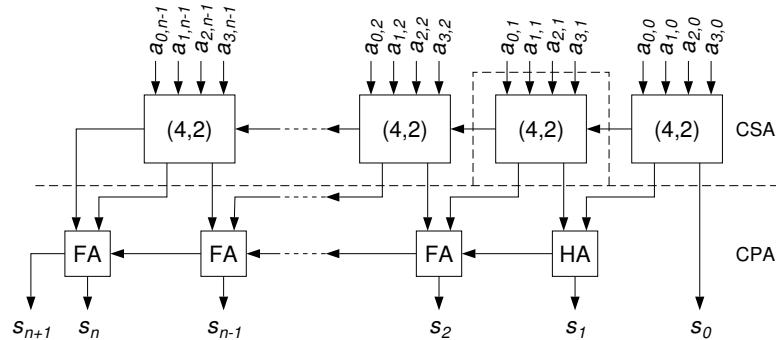 a0,n-1 a1,n-1 a2,n-1 a3,n-1 a0,2 a1,2 a2,2 a3,2 a0,1 a1,1 a2,1 a3,1 a0,0 a1,0 a2,0 a3,0
(4,2) (4,2) (4,2) (4,2) CSA
FA FA FA HA CPA
sn+1 sn sn-1 s2 s1 s0